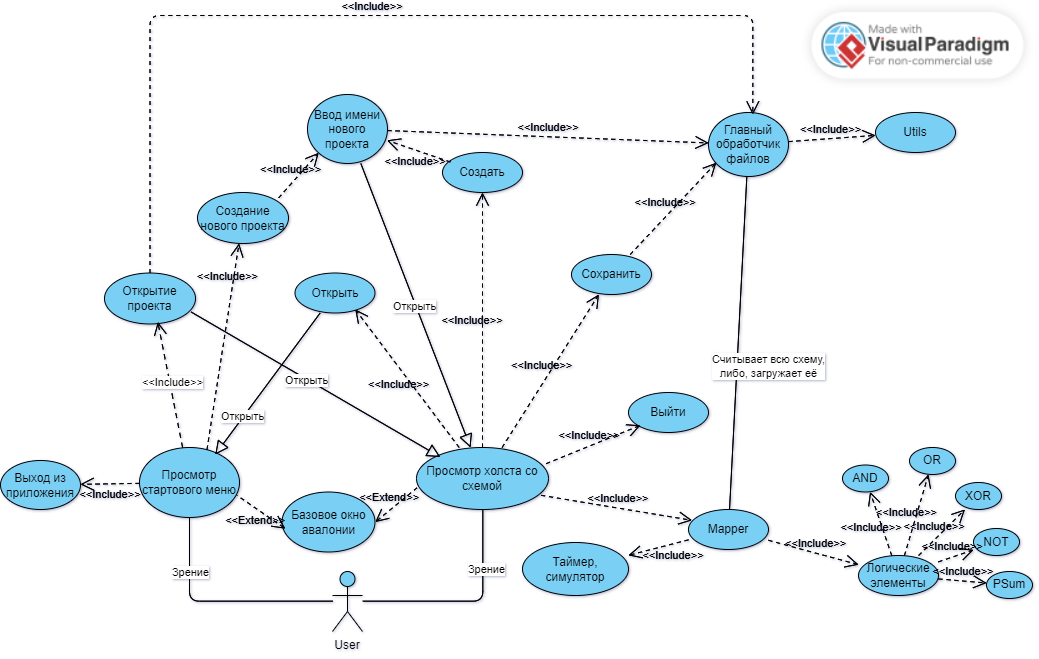 <<Include>>
Made with
VisualParadigm
For non-commercial use
Ввод имени
нового
проекта
<<Include>>
Главный
обработчик
файлов
<<Include>>
Utils
<<Include>>
Создать
<<Include>>
<<Include>>
Создание
нового проекта
<<Include>>
Сохранить
Открытие
проекта
Открыть
Открыть
<<Include>>
Считывает всю схему,
либо, загружает её
<<Include>>
<<Include>>
Открыть
<<Include>>
Открыть
Выйти
<<Include>>
OR
AND
XOR
NOT
PSum
Просмотр
стартового меню
Просмотр холста со
схемой
Выход из
приложения
<<Include>>
<<Extend>>
<<Extend>>
Базовое окно
авалонии
<<Include>>
Mapper
<<Include>>
<<Include>>
<<Include>>
<<Include>>
<<Include>>
<<Include>>
<<Include>>
Таймер,
симулятор
Логические
элементы
Зрение
Зрение
User